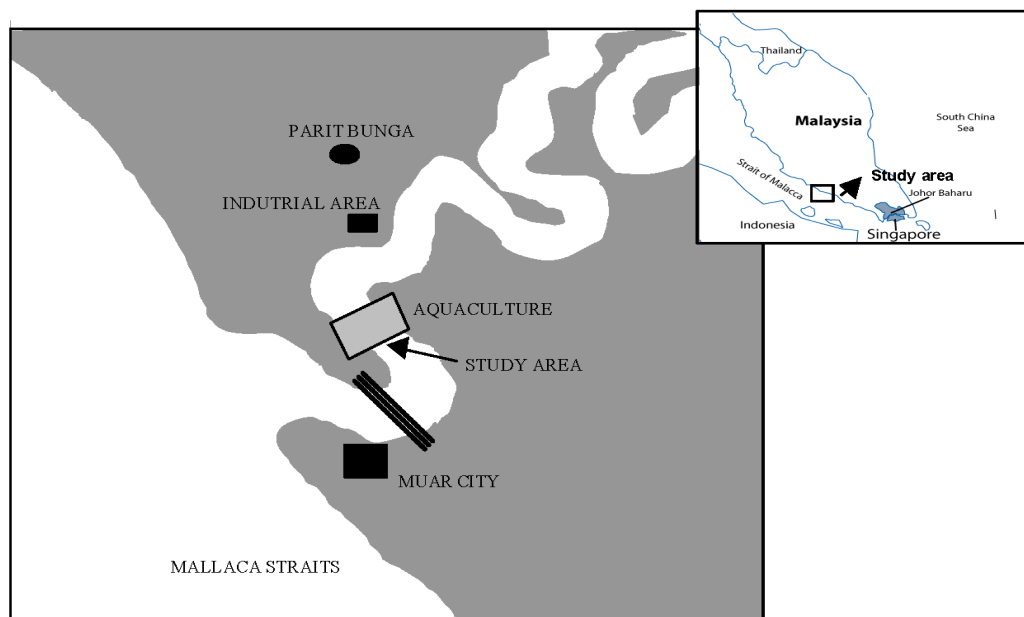 PARIT BUNGA
INDUTRIAL AREA
AQUACULTURE
STUDY AREA
MUAR CITY
MALLACA STRAITS
Thailand
Malaysia
South China
Sea
Strait of Malacca
Study area
Johor Baharu
Indonesia
Singapore